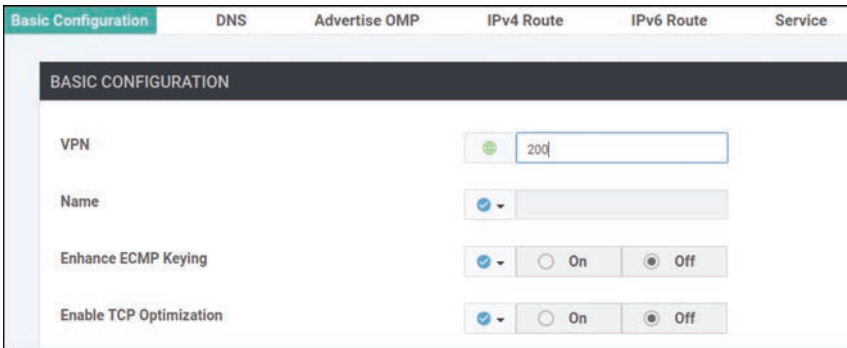 Basic Configuration DNS Advertise OMP IPv4 Route IPv6 Route Service
BASIC CONFIGURATION
VPN 200
Name
Enhance ECMP Keying On Off
Enable TCP Optimization On Off